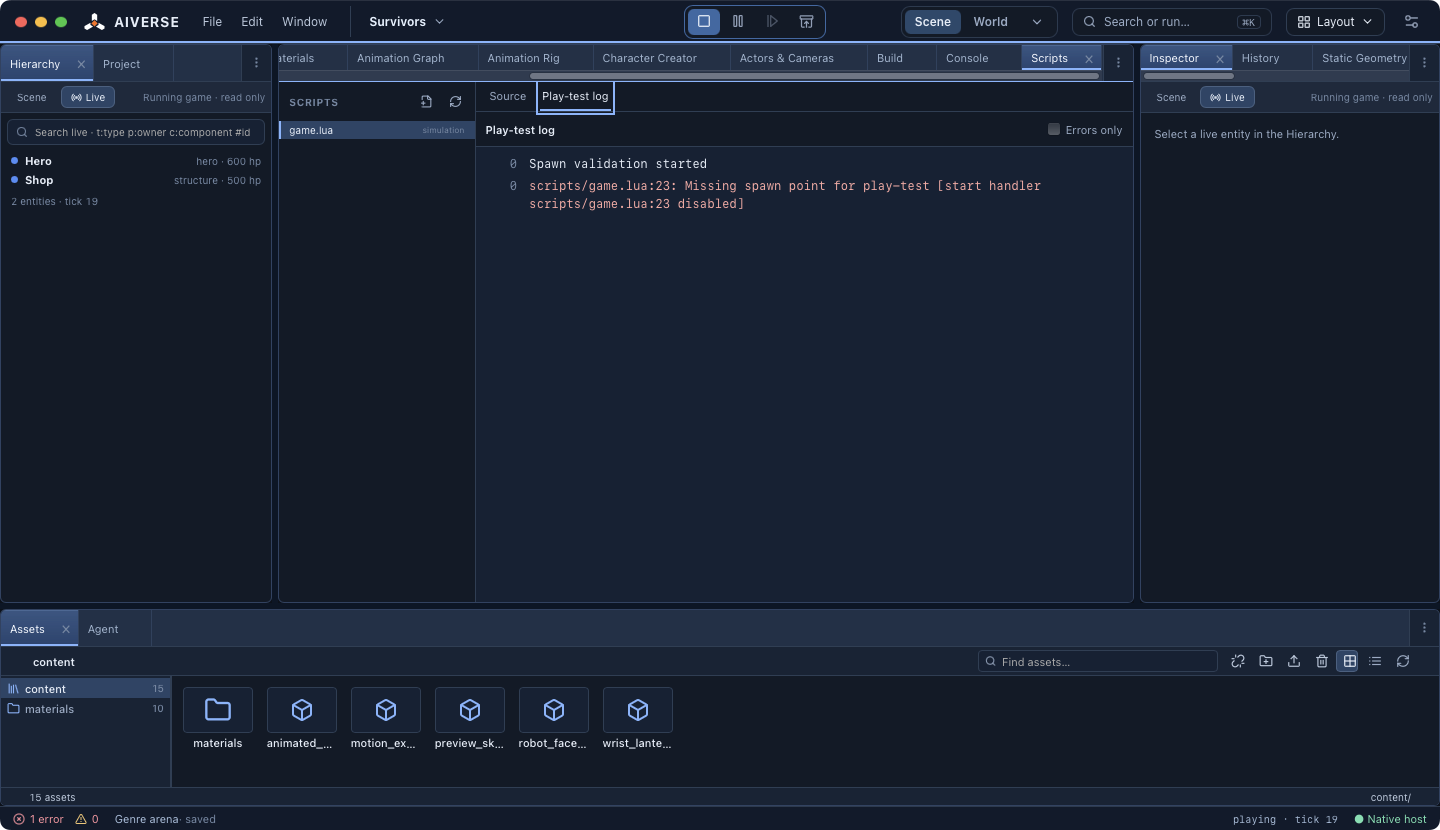 AIVERSE File Edit Window Survivors Scene World Search or run... ⌘K Layout
Hierarchy Project
Scene Live Running game · read only
Search live · t:type p:owner c:component #id
Hero hero · 600 hp
Shop structure · 500 hp
2 entities · tick 19
aterials Animation Graph Animation Rig Character Creator Actors & Cameras Build Console Scripts
SCRIPTS
game.lua simulation
Source Play-test log
Play-test log Errors only
0 Spawn validation started
0 scripts/game.lua:23: Missing spawn point for play-test [start handler
scripts/game.lua:23 disabled]
Inspector History Static Geometry
Scene Live Running game · read only
Select a live entity in the Hierarchy.
Assets Agent
content Find assets...
content 15
materials 10
materials animated_... motion_ex... preview_sk... robot_face... wrist_lante...
15 assets content/
1 error 0 Genre arena · saved playing · tick 19 Native host